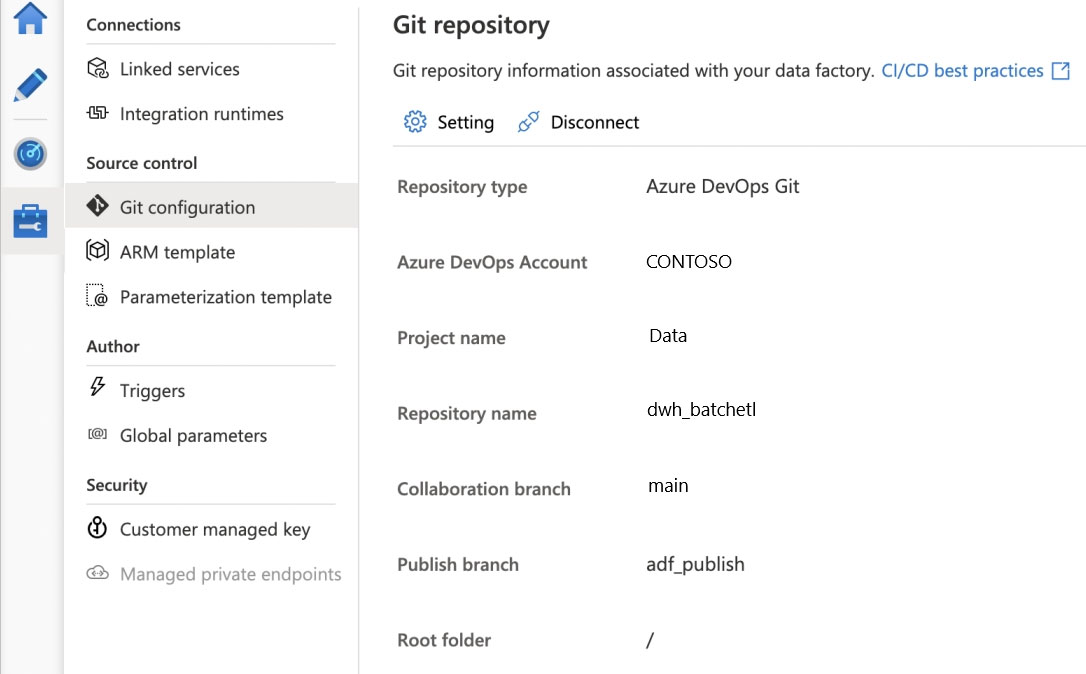 Connections
Linked services
Integration runtimes
Source control
Git configuration
ARM template
Parameterization template
Author
Triggers
Global parameters
Security
Customer managed key
Managed private endpoints
Git repository
Git repository information associated with your data factory. CI/CD best practices
Setting Disconnect
Repository type Azure DevOps Git
Azure DevOps Account CONTOSO
Project name Data
Repository name dwh_batchetl
Collaboration branch main
Publish branch adf_publish
Root folder /